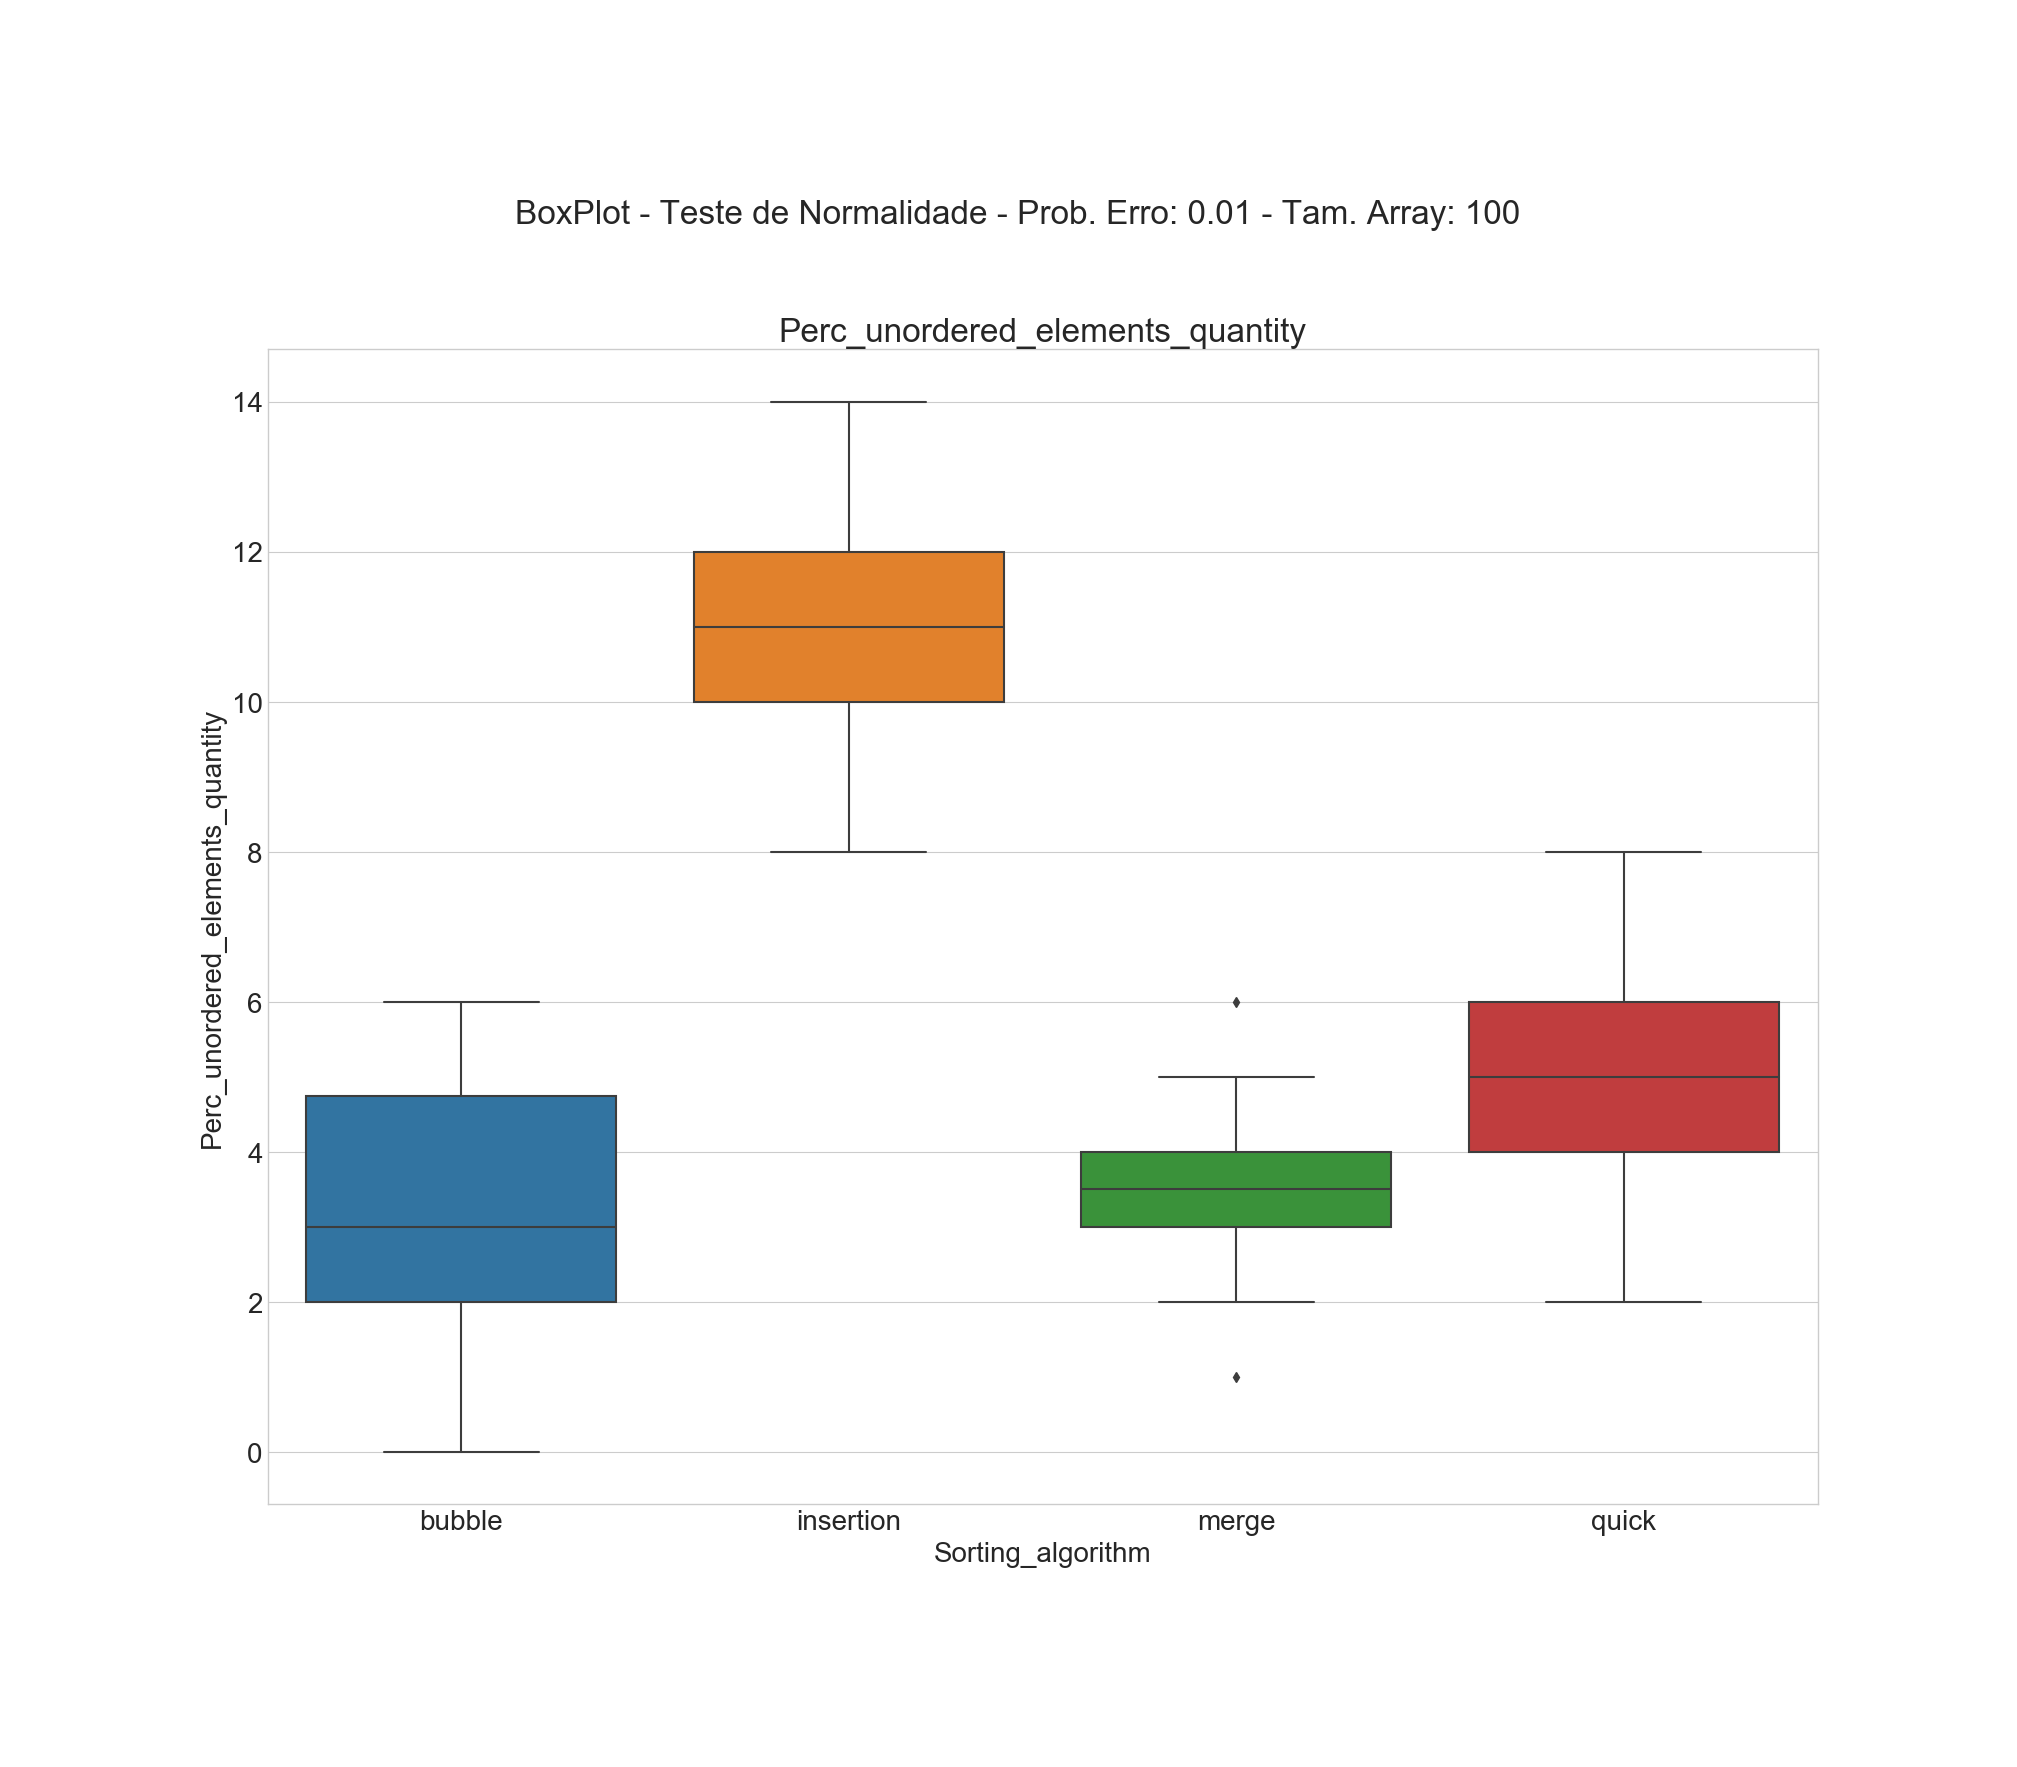 BoxPlot - Teste de Normalidade - Prob. Erro: 0.01 - Tam. Array: 100
Perc_unordered_elements_quantity
14
12
10
8
6
4
2
0
Perc_unordered_elements_quantity
bubble insertion merge quick
Sorting_algorithm